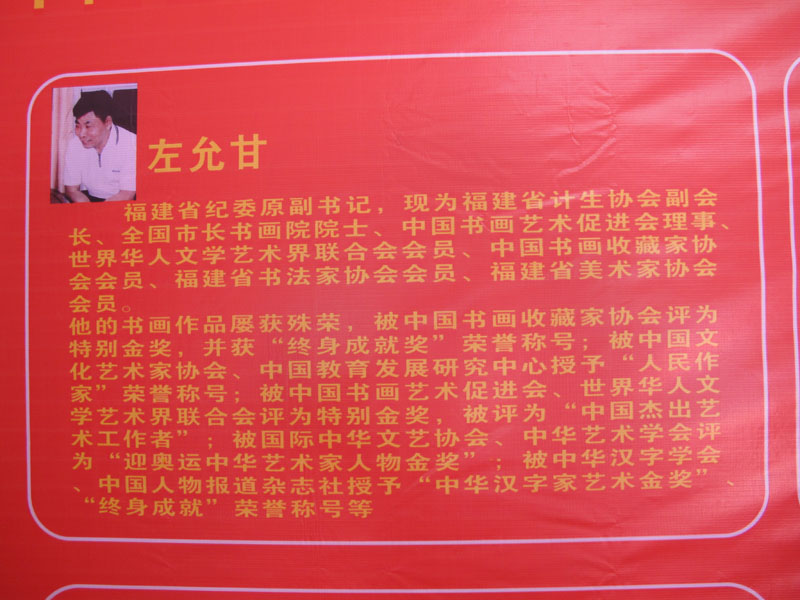 左允甘
福建省纪委原副书记，现为福建省计生协会副会
长、全国市长书画院院士、中国书画艺术促进会理事、
世界华人文学艺术界联合会会员、中国书画收藏家协
会会员、福建省书法家协会会员、福建省美术家协会
会员。
他的书画作品屡获殊荣，被中国书画收藏家协会评为
特别金奖，并获“终身成就奖”荣誉称号；被中国文
化艺术家协会、中国教育发展研究中心授予“人民作
家”荣誉称号；被中国书画艺术促进会、世界华人文
学艺术界联合会评为特别金奖，被评为“中国杰出艺
术工作者”；被国际中华文艺协会、中华艺术学会评
为“迎奥运中华艺术家人物金奖”；被中华汉字学会
、中国人物报道杂志社授予“中华汉字家艺术金奖”、
“终身成就”荣誉称号等